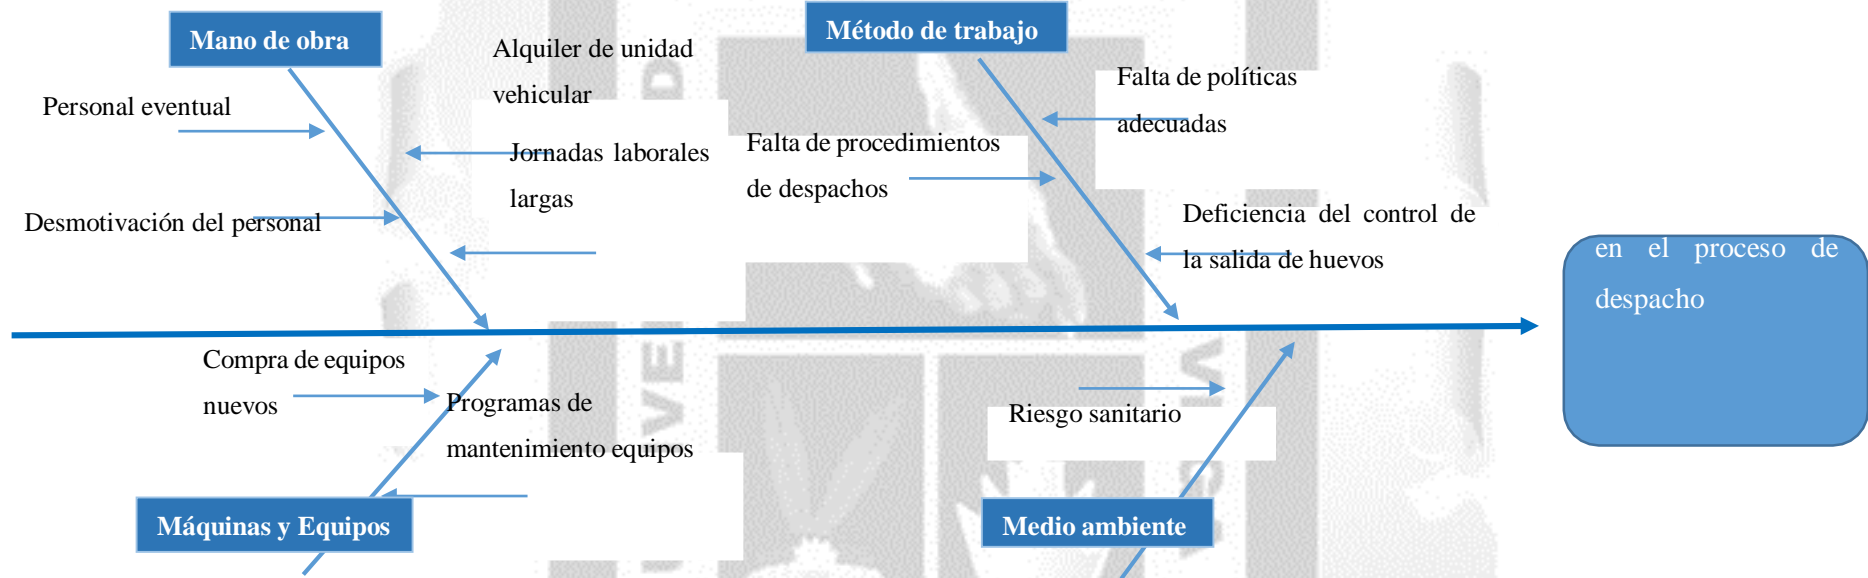 Mano de obra
Método de trabajo
Alquiler de unidad
vehicular
Personal eventual
Falta de políticas
adecuadas
Jornadas laborales
largas
Falta de procedimientos
de despachos
Desmotivación del personal
Deficiencia del control de
la salida de huevos
en el proceso de
despacho
Compra de equipos
nuevos
Programas de
mantenimiento equipos
Riesgo sanitario
Máquinas y Equipos
Medio ambiente